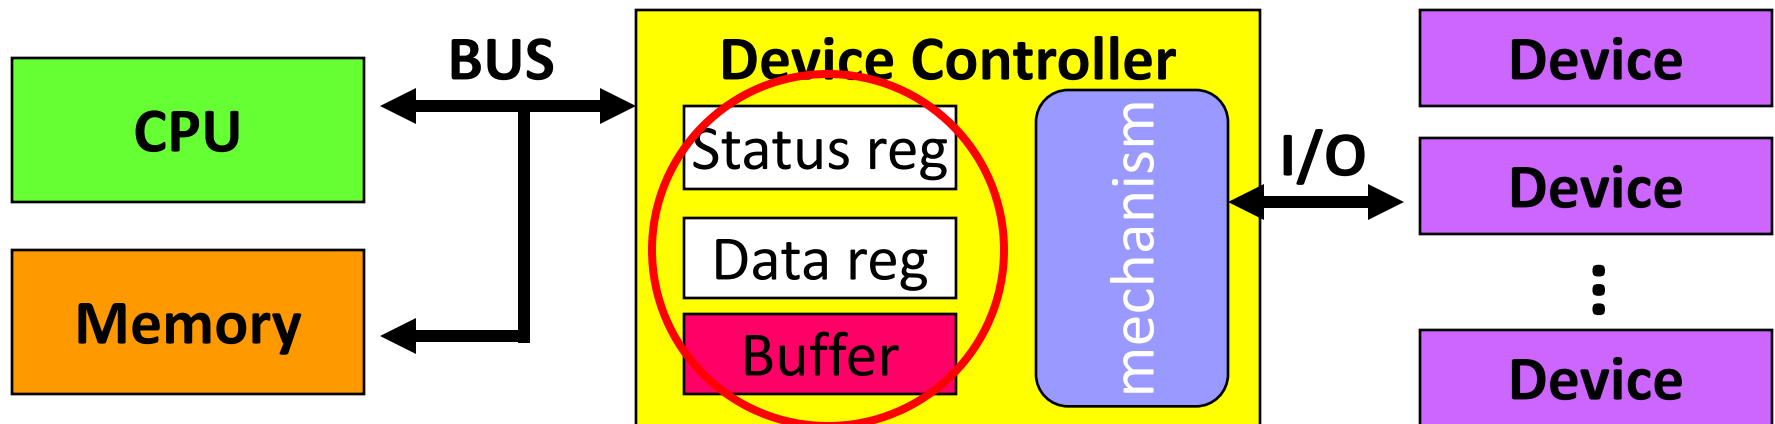 BUS
CPU
Memory
Device Controller
Status reg
Data reg
Buffer
mechanism
I/O
Device
Device
...
Device